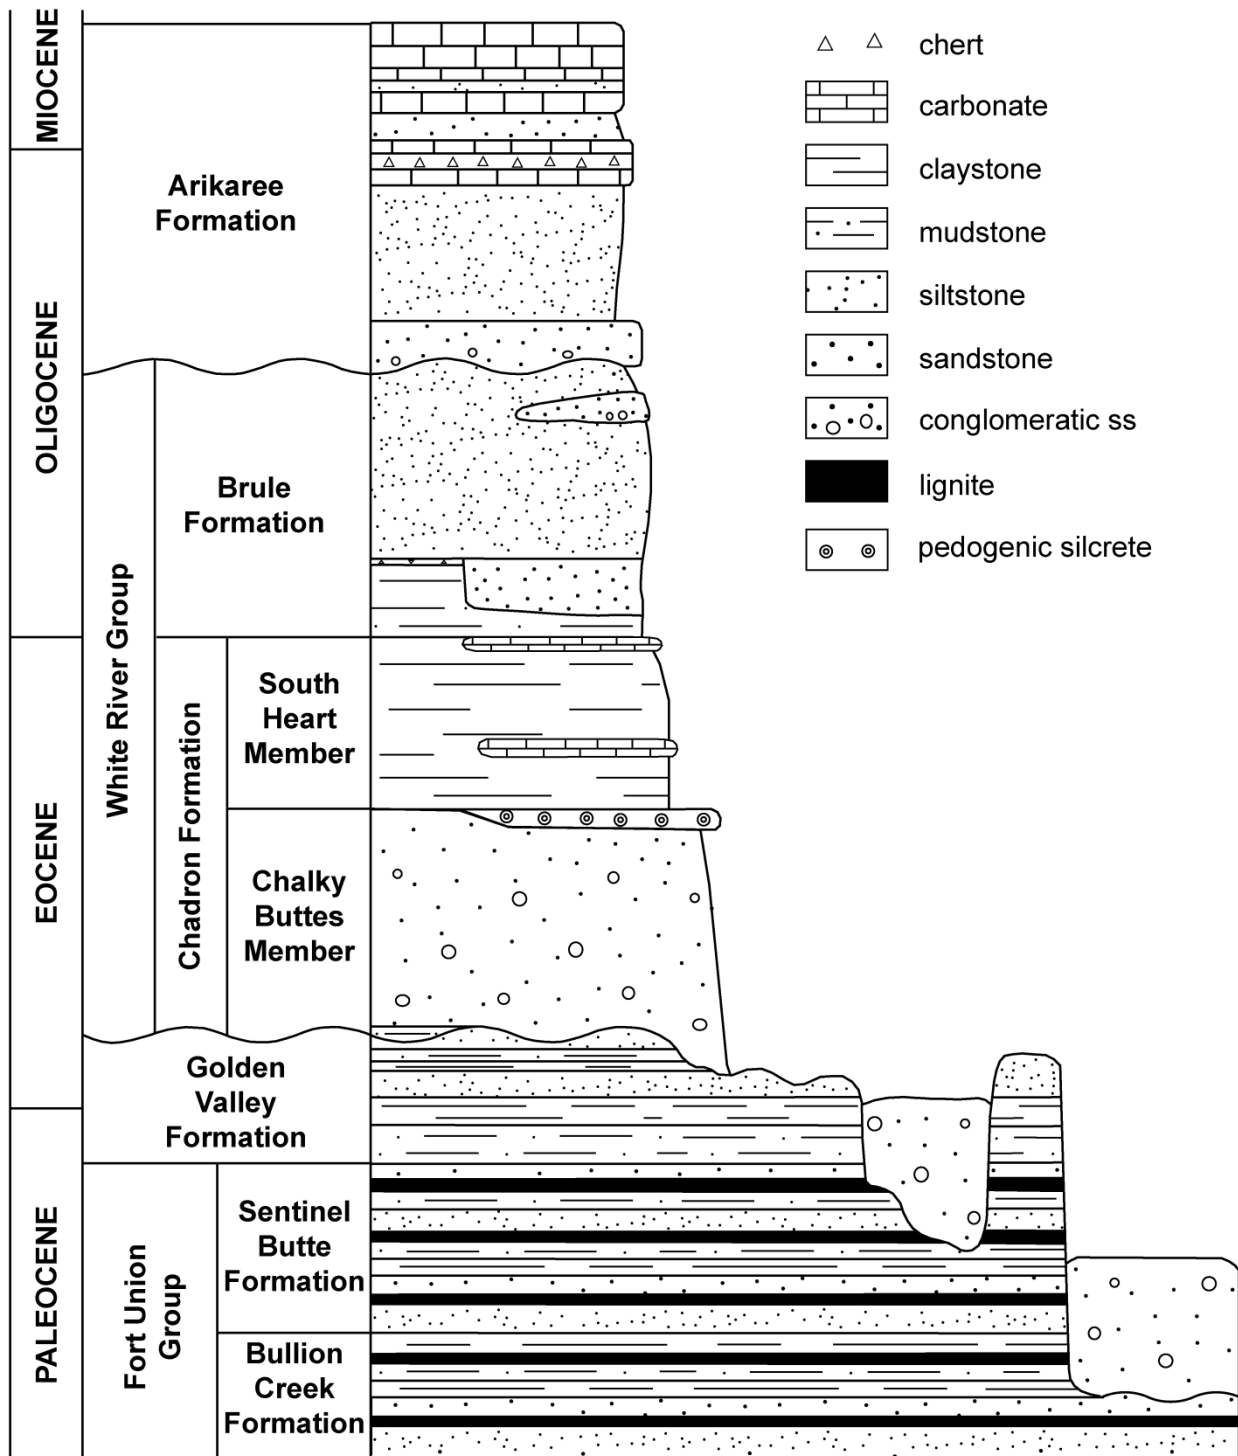 MIOCENE
OLIGOCENE
EOCENE
PALEOCENE
Arikaree
Formation
White River Group
Brule
Formation
Chadron Formation
South
Heart
Member
Chalky
Buttes
Member
Golden
Valley
Formation
Fort Union
Group
Sentinel
Butte
Formation
Bullion
Creek
Formation
chert
carbonate
claystone
mudstone
siltstone
sandstone
conglomeratic ss
lignite
pedogenic silcrete